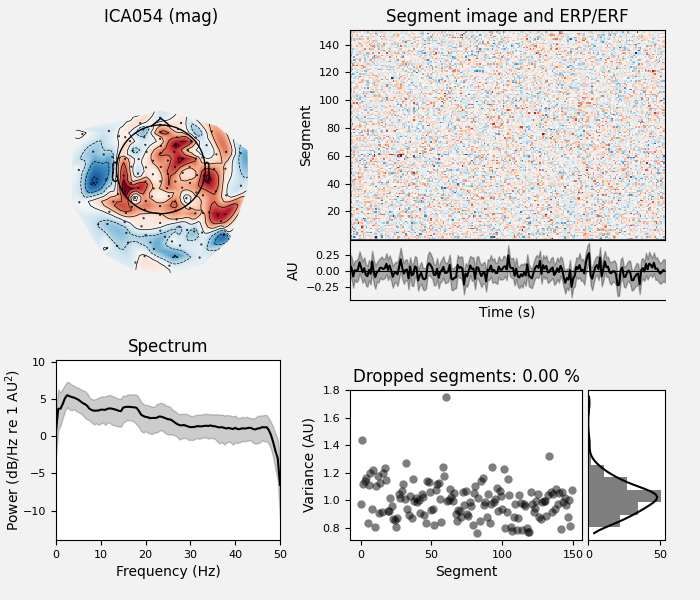 ICA054 (mag)
Segment image and ERP/ERF
140
120
100
80
60
40
20
Segment
0.25
0.00
−0.25
AU
Time (s)
Spectrum
10
5
0
−5
−10
Power (dB/Hz re 1 AU²)
0 10 20 30 40 50
Frequency (Hz)
Dropped segments: 0.00 %
1.8
1.6
1.4
1.2
1.0
0.8
Variance (AU)
0 50 100 150
Segment
0 50